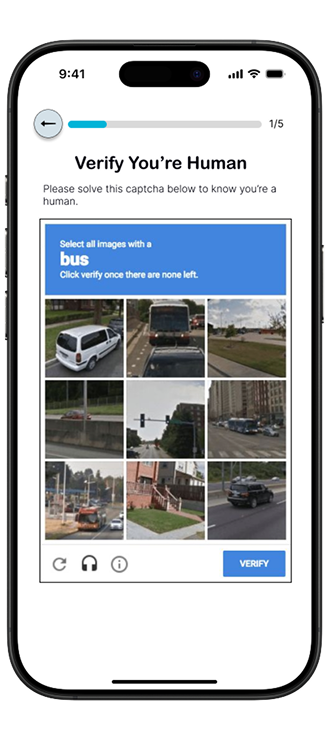 9:41
1/5
Verify You’re Human
Please solve this captcha below to know you’re a
human.
Select all images with a
bus
Click verify once there are none left.
VERIFY